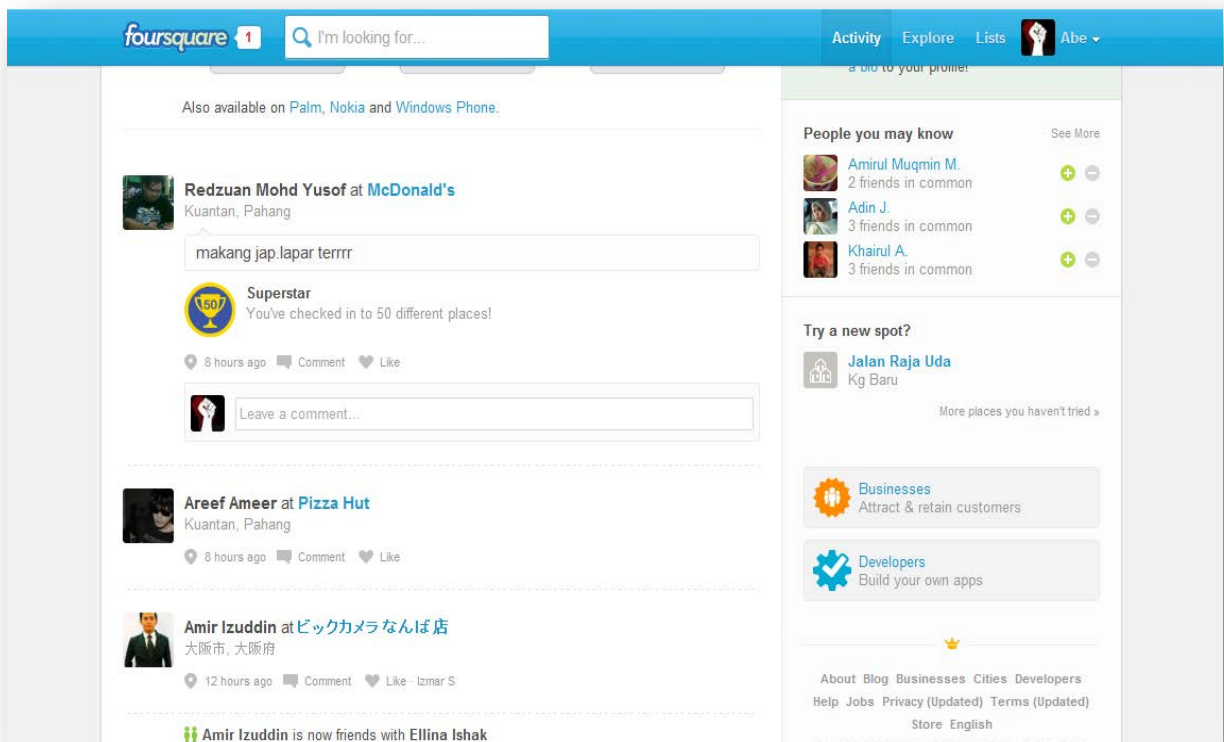 foursquare 1
I'm looking for...
Activity Explore Lists Abe
Also available on Palm, Nokia and Windows Phone.
Redzuan Mohd Yusof at McDonald's
Kuantan, Pahang
makang jap.lapar terrrr
50
Superstar
You've checked in to 50 different places!
8 hours ago Comment Like
Leave a comment...
Areef Ameer at Pizza Hut
Kuantan, Pahang
8 hours ago Comment Like
Amir Izuddin at ビックカメラ なんば店
大阪市, 大阪府
12 hours ago Comment Like · Izmar S
Amir Izuddin is now friends with Ellina Ishak
a bio to your profile!
People you may know See More
Amirul Muqmin M.
2 friends in common
Adin J.
3 friends in common
Khairul A.
3 friends in common
Try a new spot?
Jalan Raja Uda
Kg Baru
More places you haven't tried »
Businesses
Attract & retain customers
Developers
Build your own apps
About Blog Businesses Cities Developers
Help Jobs Privacy (Updated) Terms (Updated)
Store English